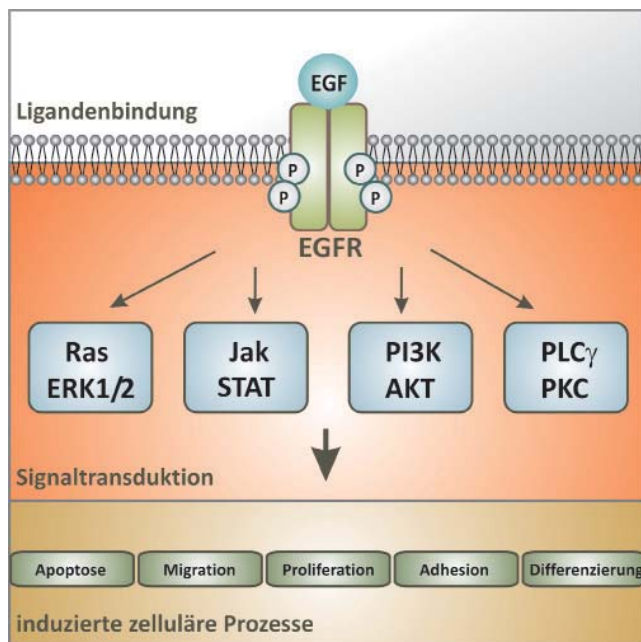 EGF
Ligandenbindung
P P
P P
EGFR
Ras Jak PI3K PLCγ
ERK1/2 STAT AKT PKC
Signaltransduktion
Apoptose Migration Proliferation Adhesion Differenzierung
induzierte zelluläre Prozesse